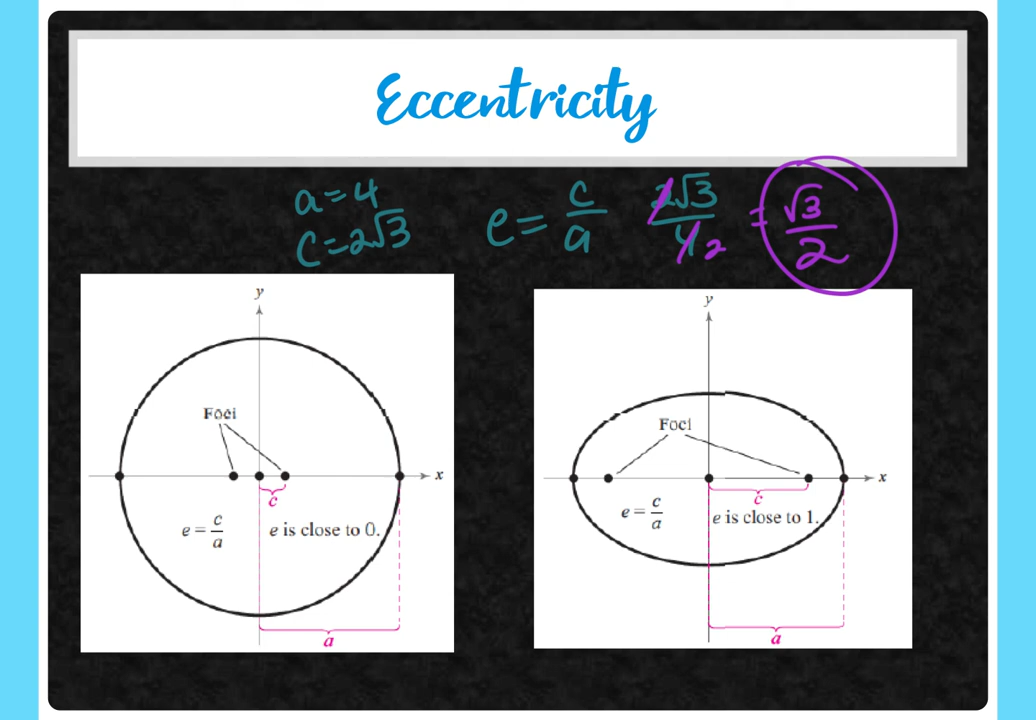 Eccentricity
a = 4
c = 2√3
e = c/a 2√3/4 2 = √3/2
y
Foci
x
c
e = c/a e is close to 0.
a
y
Foci
x
c
e = c/a e is close to 1.
a